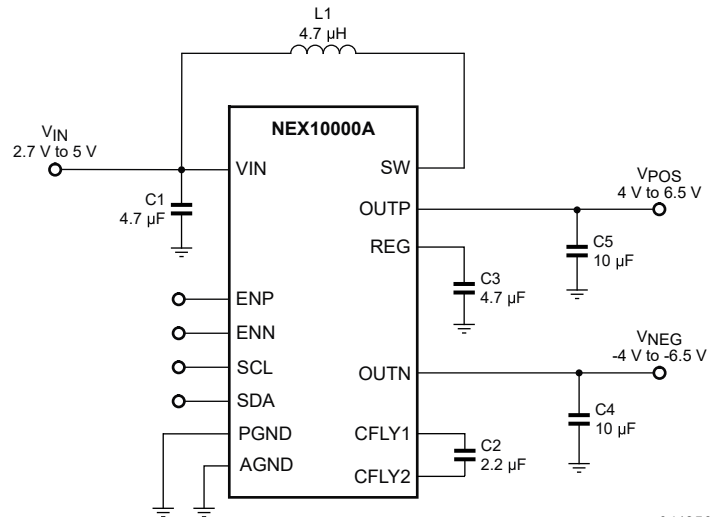 L1
4.7 µH
NEX10000A
VIN
2.7 V to 5 V
VIN
SW
C1
4.7 µF
OUTP
VPOS
4 V to 6.5 V
REG
C5
10 µF
C3
4.7 µF
ENP
ENN
SCL
SDA
OUTN
VNEG
-4 V to -6.5 V
C4
10 µF
PGND
AGND
CFLY1
CFLY2
C2
2.2 µF